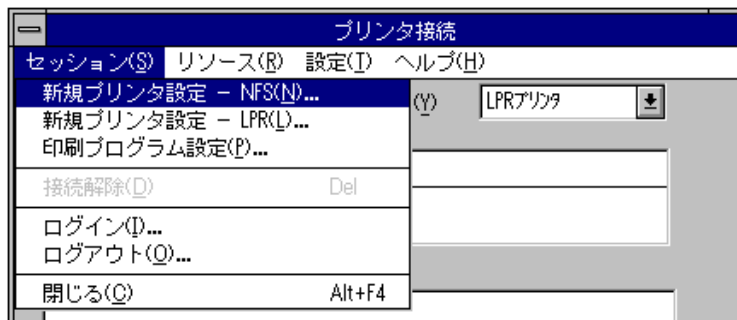 プリンタ接続
セッション(S) リソース(R) 設定(T) ヘルプ(H)
新規プリンタ設定 - NFS(N)...
(Y) LPRプリンタ
新規プリンタ設定 - LPR(L)...
印刷プログラム設定(P)...
接続解除(D) Del
ログイン(I)...
ログアウト(O)...
閉じる(C) Alt+F4